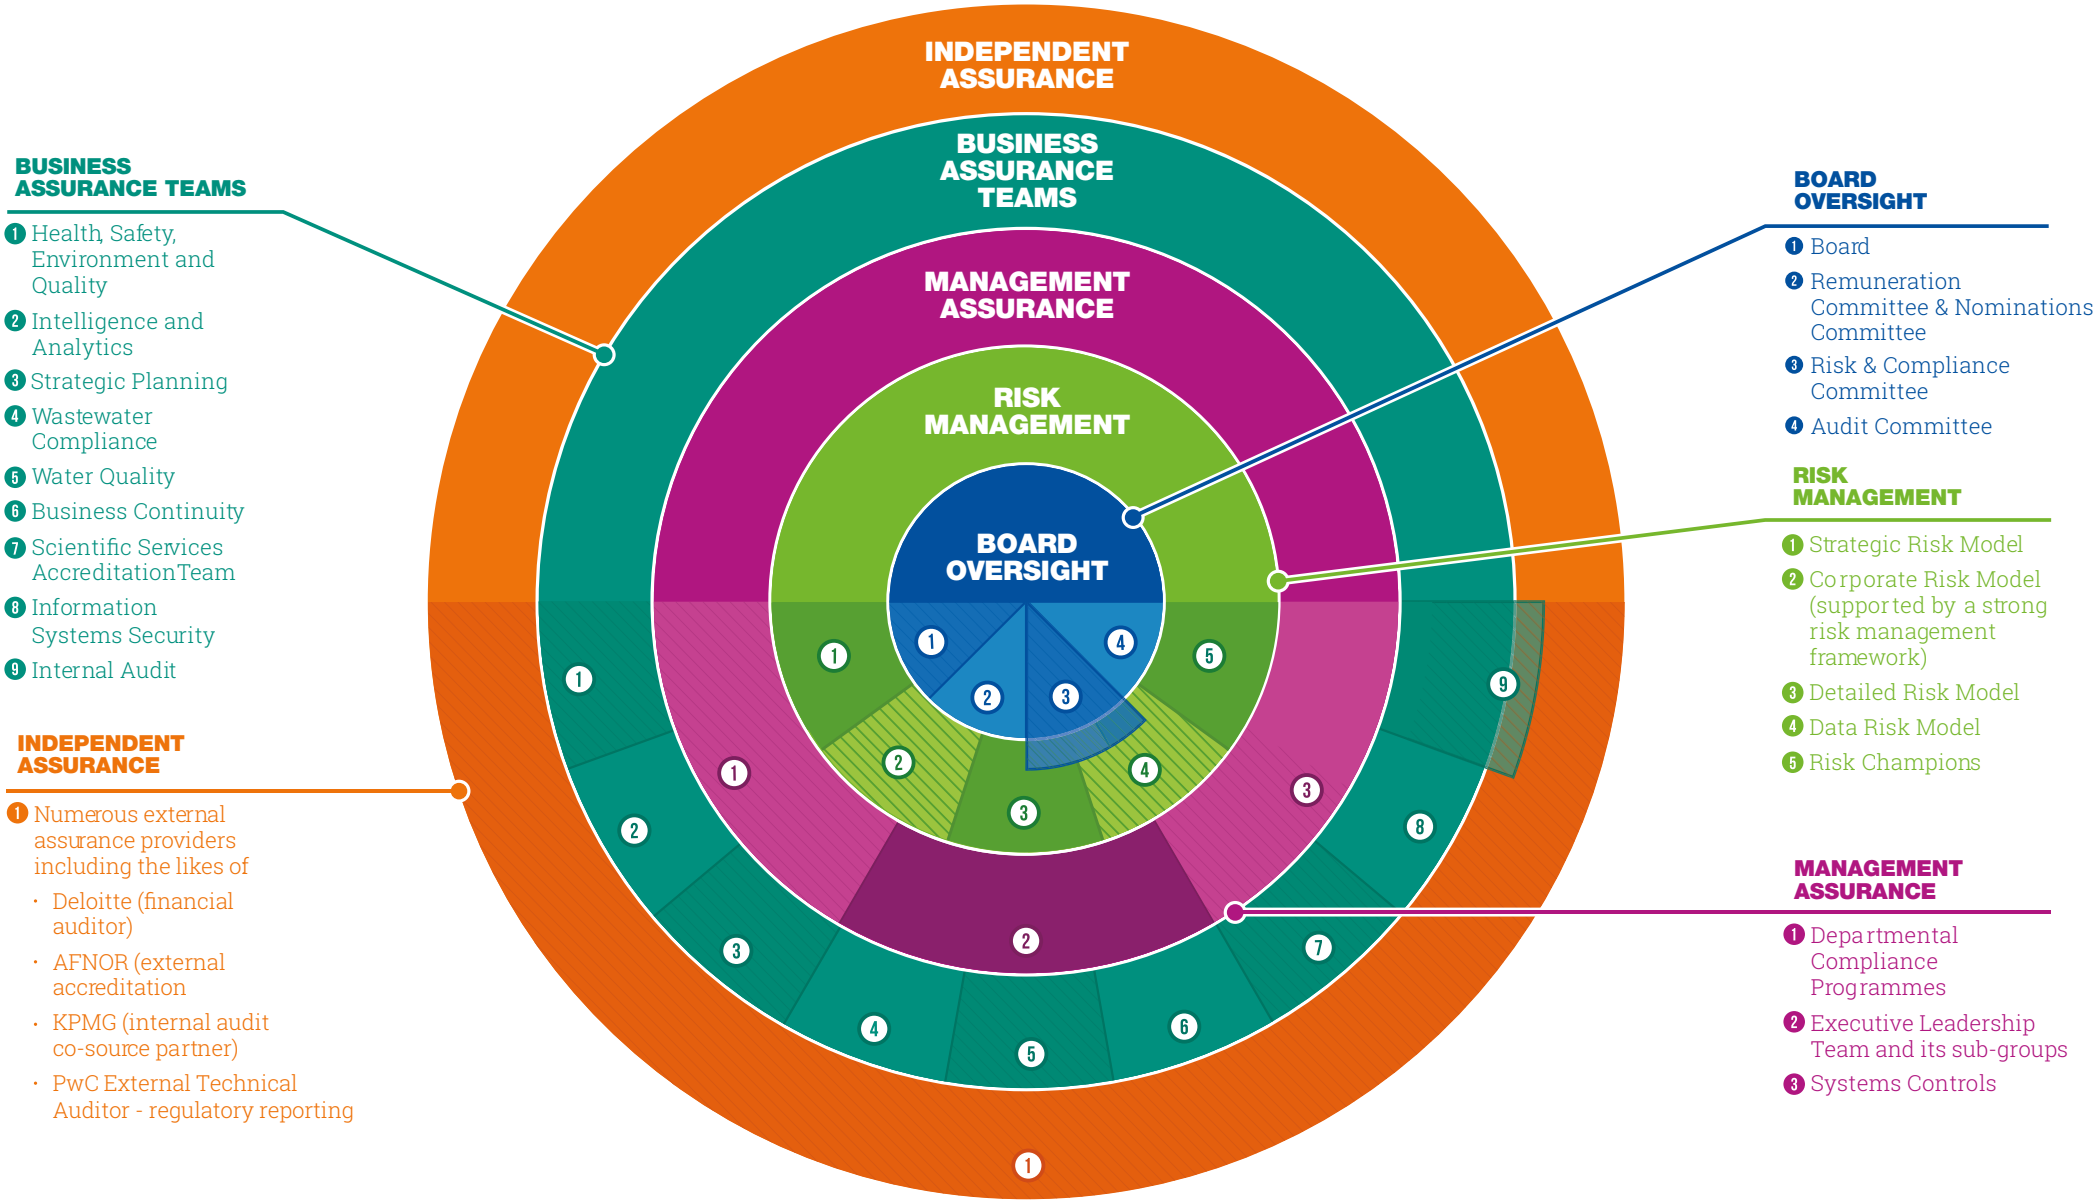 INDEPENDENT
ASSURANCE
BUSINESS
ASSURANCE
TEAMS
MANAGEMENT
ASSURANCE
RISK
MANAGEMENT
BOARD
OVERSIGHT
1
2
3
4
1
2
3
4
5
1
2
3
1
2
3
4
5
6
7
8
9
1
BUSINESS
ASSURANCE TEAMS
1 Health, Safety,
Environment and
Quality
2 Intelligence and
Analytics
3 Strategic Planning
4 Wastewater
Compliance
5 Water Quality
6 Business Continuity
7 Scientific Services
AccreditationTeam
8 Information
Systems Security
9 Internal Audit
INDEPENDENT
ASSURANCE
1 Numerous external
assurance providers
including the likes of
· Deloitte (financial
auditor)
· AFNOR (external
accreditation
· KPMG (internal audit
co-source partner)
· PwC External Technical
Auditor - regulatory reporting
BOARD
OVERSIGHT
1 Board
2 Remuneration
Committee & Nominations
Committee
3 Risk & Compliance
Committee
4 Audit Committee
RISK
MANAGEMENT
1 Strategic Risk Model
2 Corporate Risk Model
(supported by a strong
risk management
framework)
3 Detailed Risk Model
4 Data Risk Model
5 Risk Champions
MANAGEMENT
ASSURANCE
1 Departmental
Compliance
Programmes
2 Executive Leadership
Team and its sub-groups
3 Systems Controls